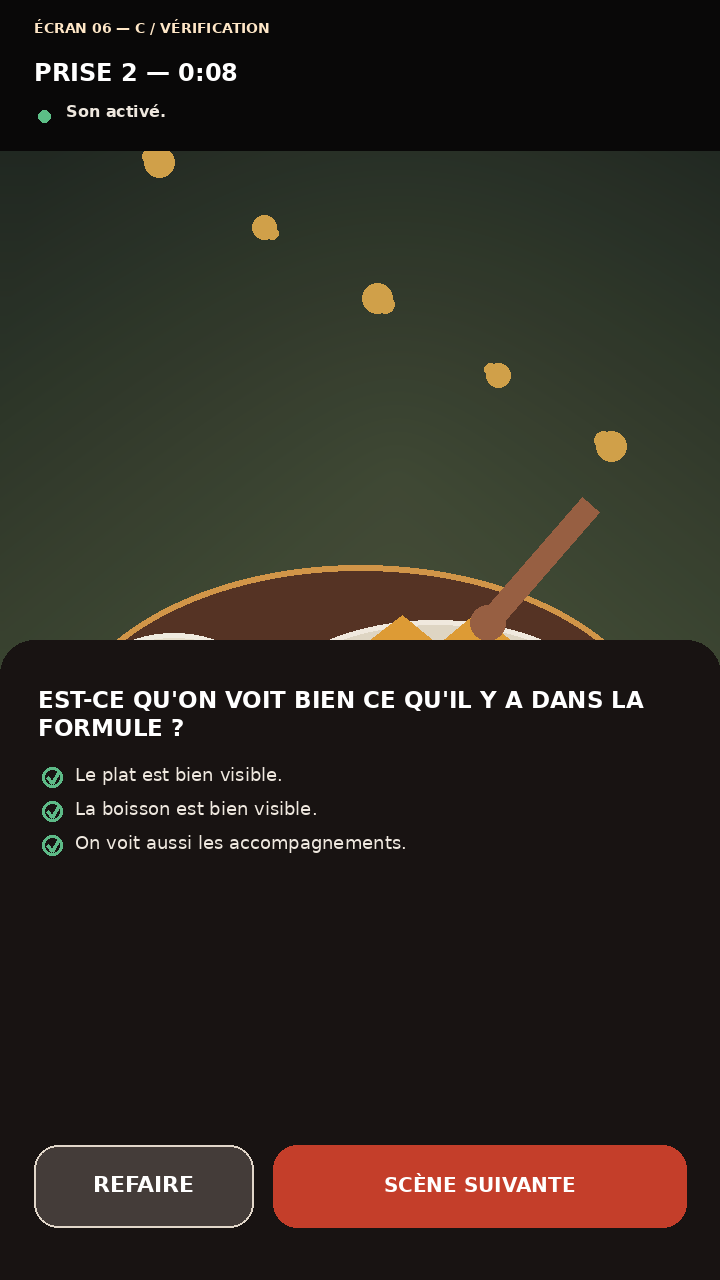 ÉCRAN 06 — C / VÉRIFICATION
PRISE 2 — 0:08
Son activé.
EST-CE QU'ON VOIT BIEN CE QU'IL Y A DANS LA
FORMULE ?
Le plat est bien visible.
La boisson est bien visible.
On voit aussi les accompagnements.
REFAIRE
SCÈNE SUIVANTE